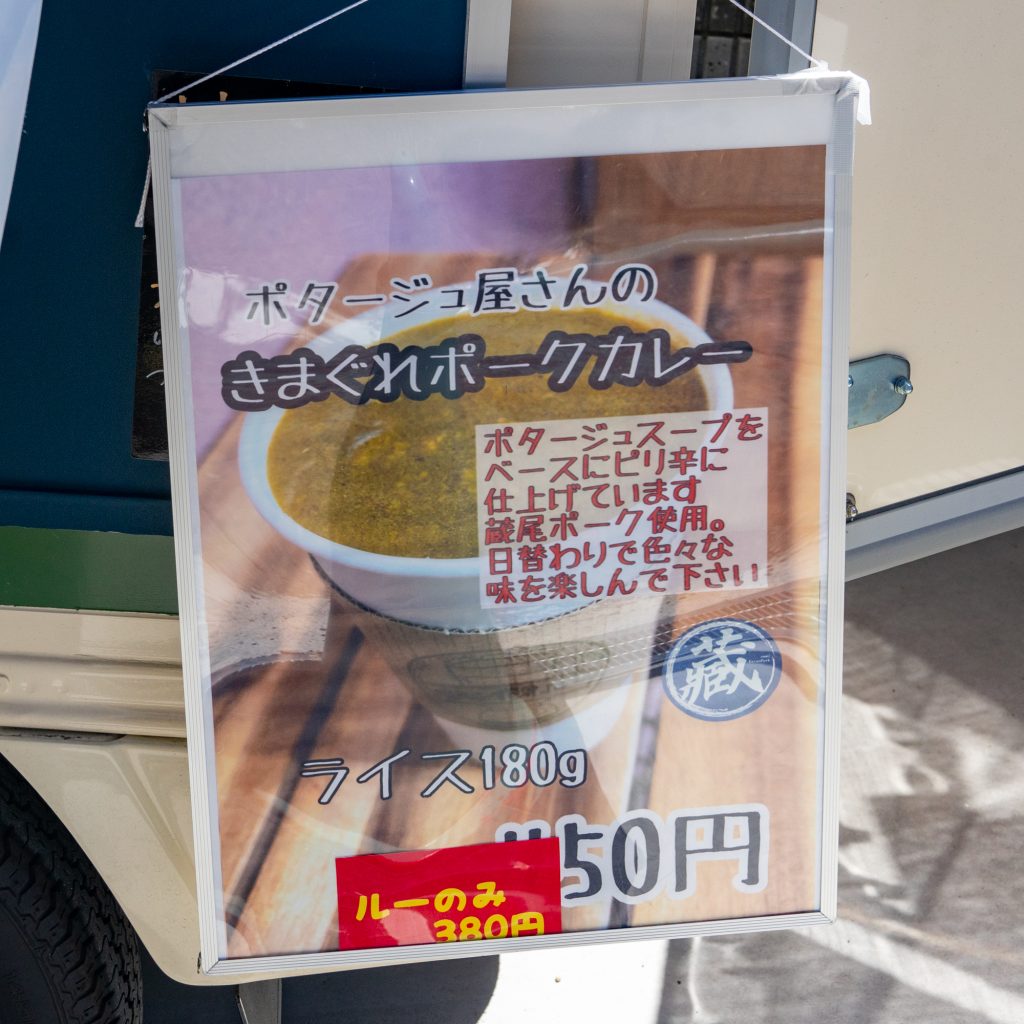 ポタージュ屋さんの
きまぐれポークカレー
ポタージュスープを
ベースにピリ辛に
仕上げています
蔵尾ポーク使用。
日替わりで色々な
味を楽しんで下さい
藏
ライス180g
50円
ルーのみ
380円